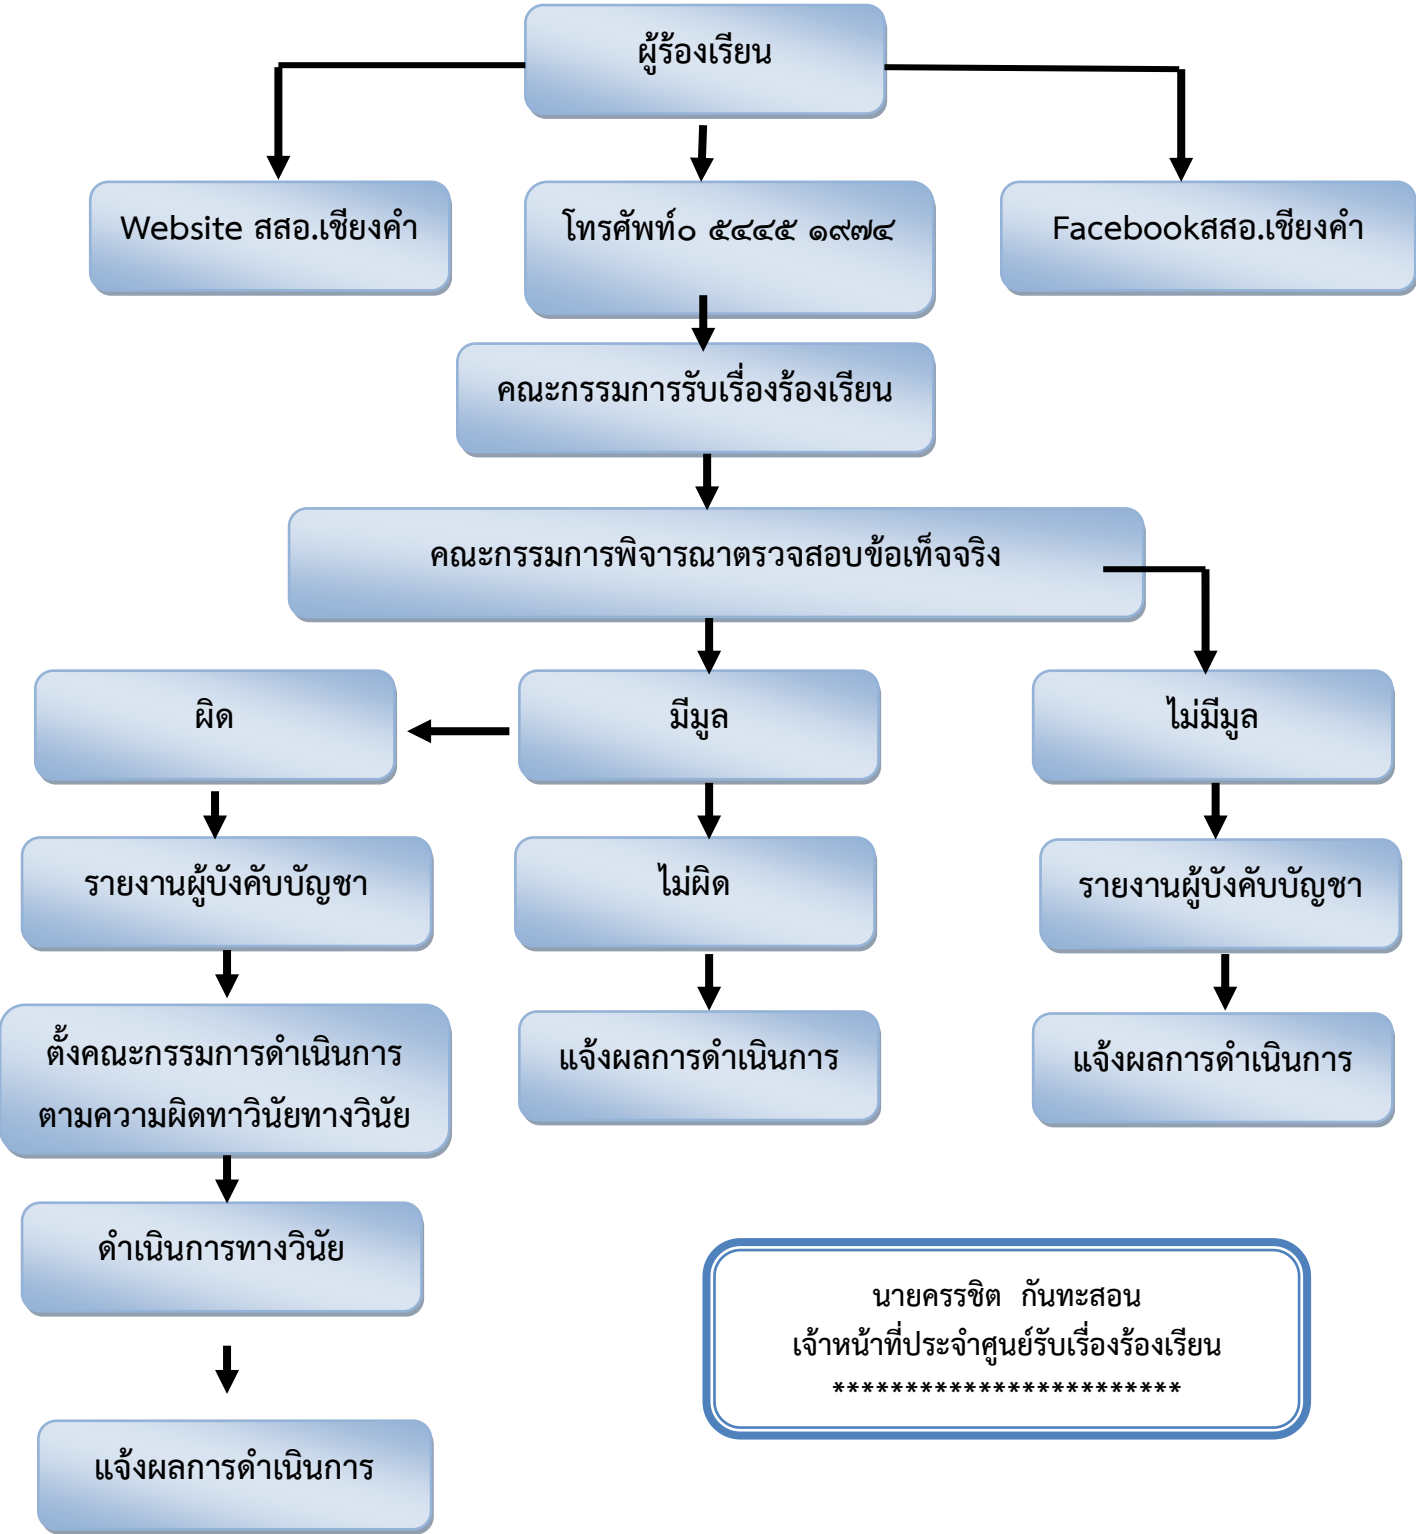 ผู้ร้องเรียน
Website สสอ.เชียงคำ
โทรศัพท์๐ ๕๔๔๕ ๑๙๗๔
Facebookสสอ.เชียงคำ
คณะกรรมการรับเรื่องร้องเรียน
คณะกรรมการพิจารณาตรวจสอบข้อเท็จจริง
ผิด
มีมูล
ไม่มีมูล
รายงานผู้บังคับบัญชา
ไม่ผิด
รายงานผู้บังคับบัญชา
ตั้งคณะกรรมการดำเนินการ
ตามความผิดทาวินัยทางวินัย
แจ้งผลการดำเนินการ
แจ้งผลการดำเนินการ
ดำเนินการทางวินัย
นายครรชิต กันทะสอน
เจ้าหน้าที่ประจำศูนย์รับเรื่องร้องเรียน
************************
แจ้งผลการดำเนินการ